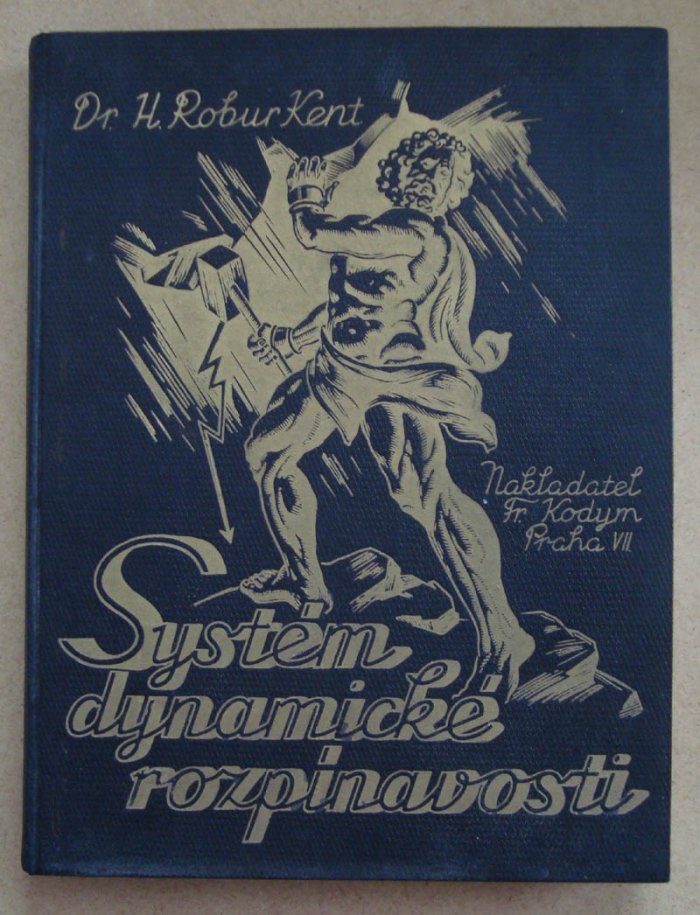 Dr. H. Robur Kent
Nakladatel
Fr. Kodym
Praha VII
Systém
dynamické
rozpínavosti